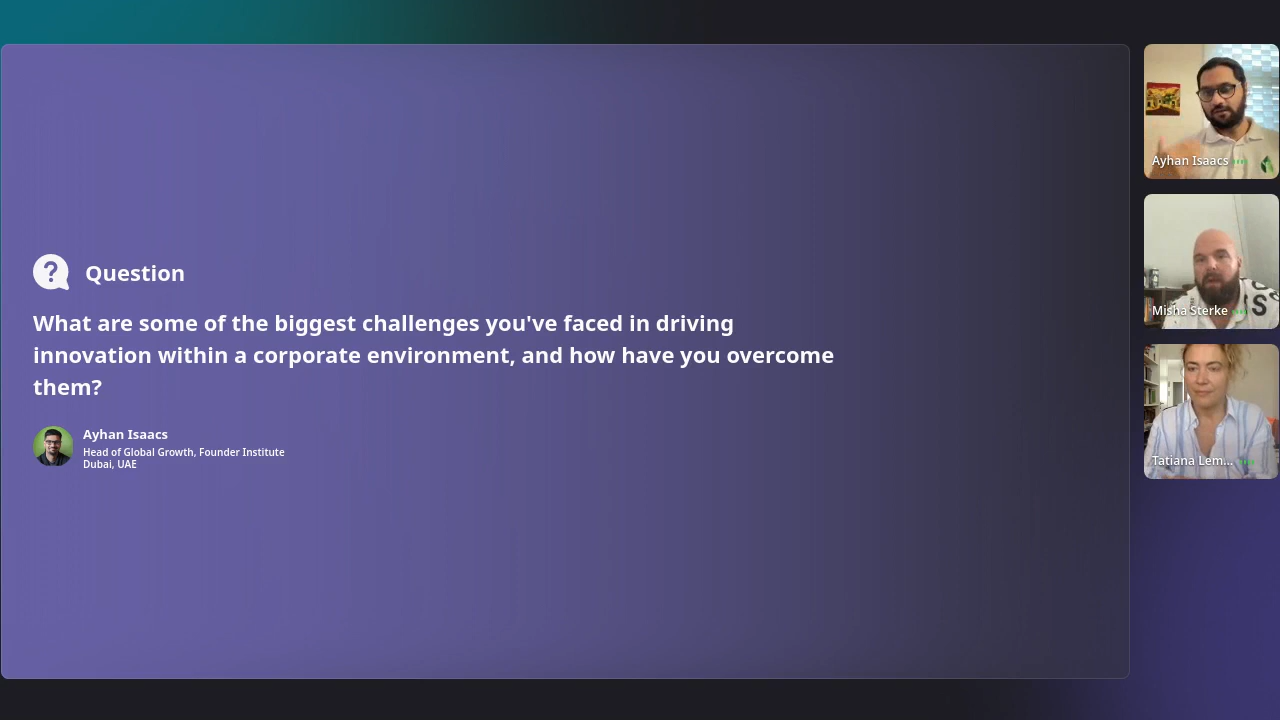 Question
What are some of the biggest challenges you've faced in driving
innovation within a corporate environment, and how have you overcome
them?
Ayhan Isaacs
Head of Global Growth, Founder Institute
Dubai, UAE
Ayhan Isaacs
Misha Sterke
Tatiana Lem...